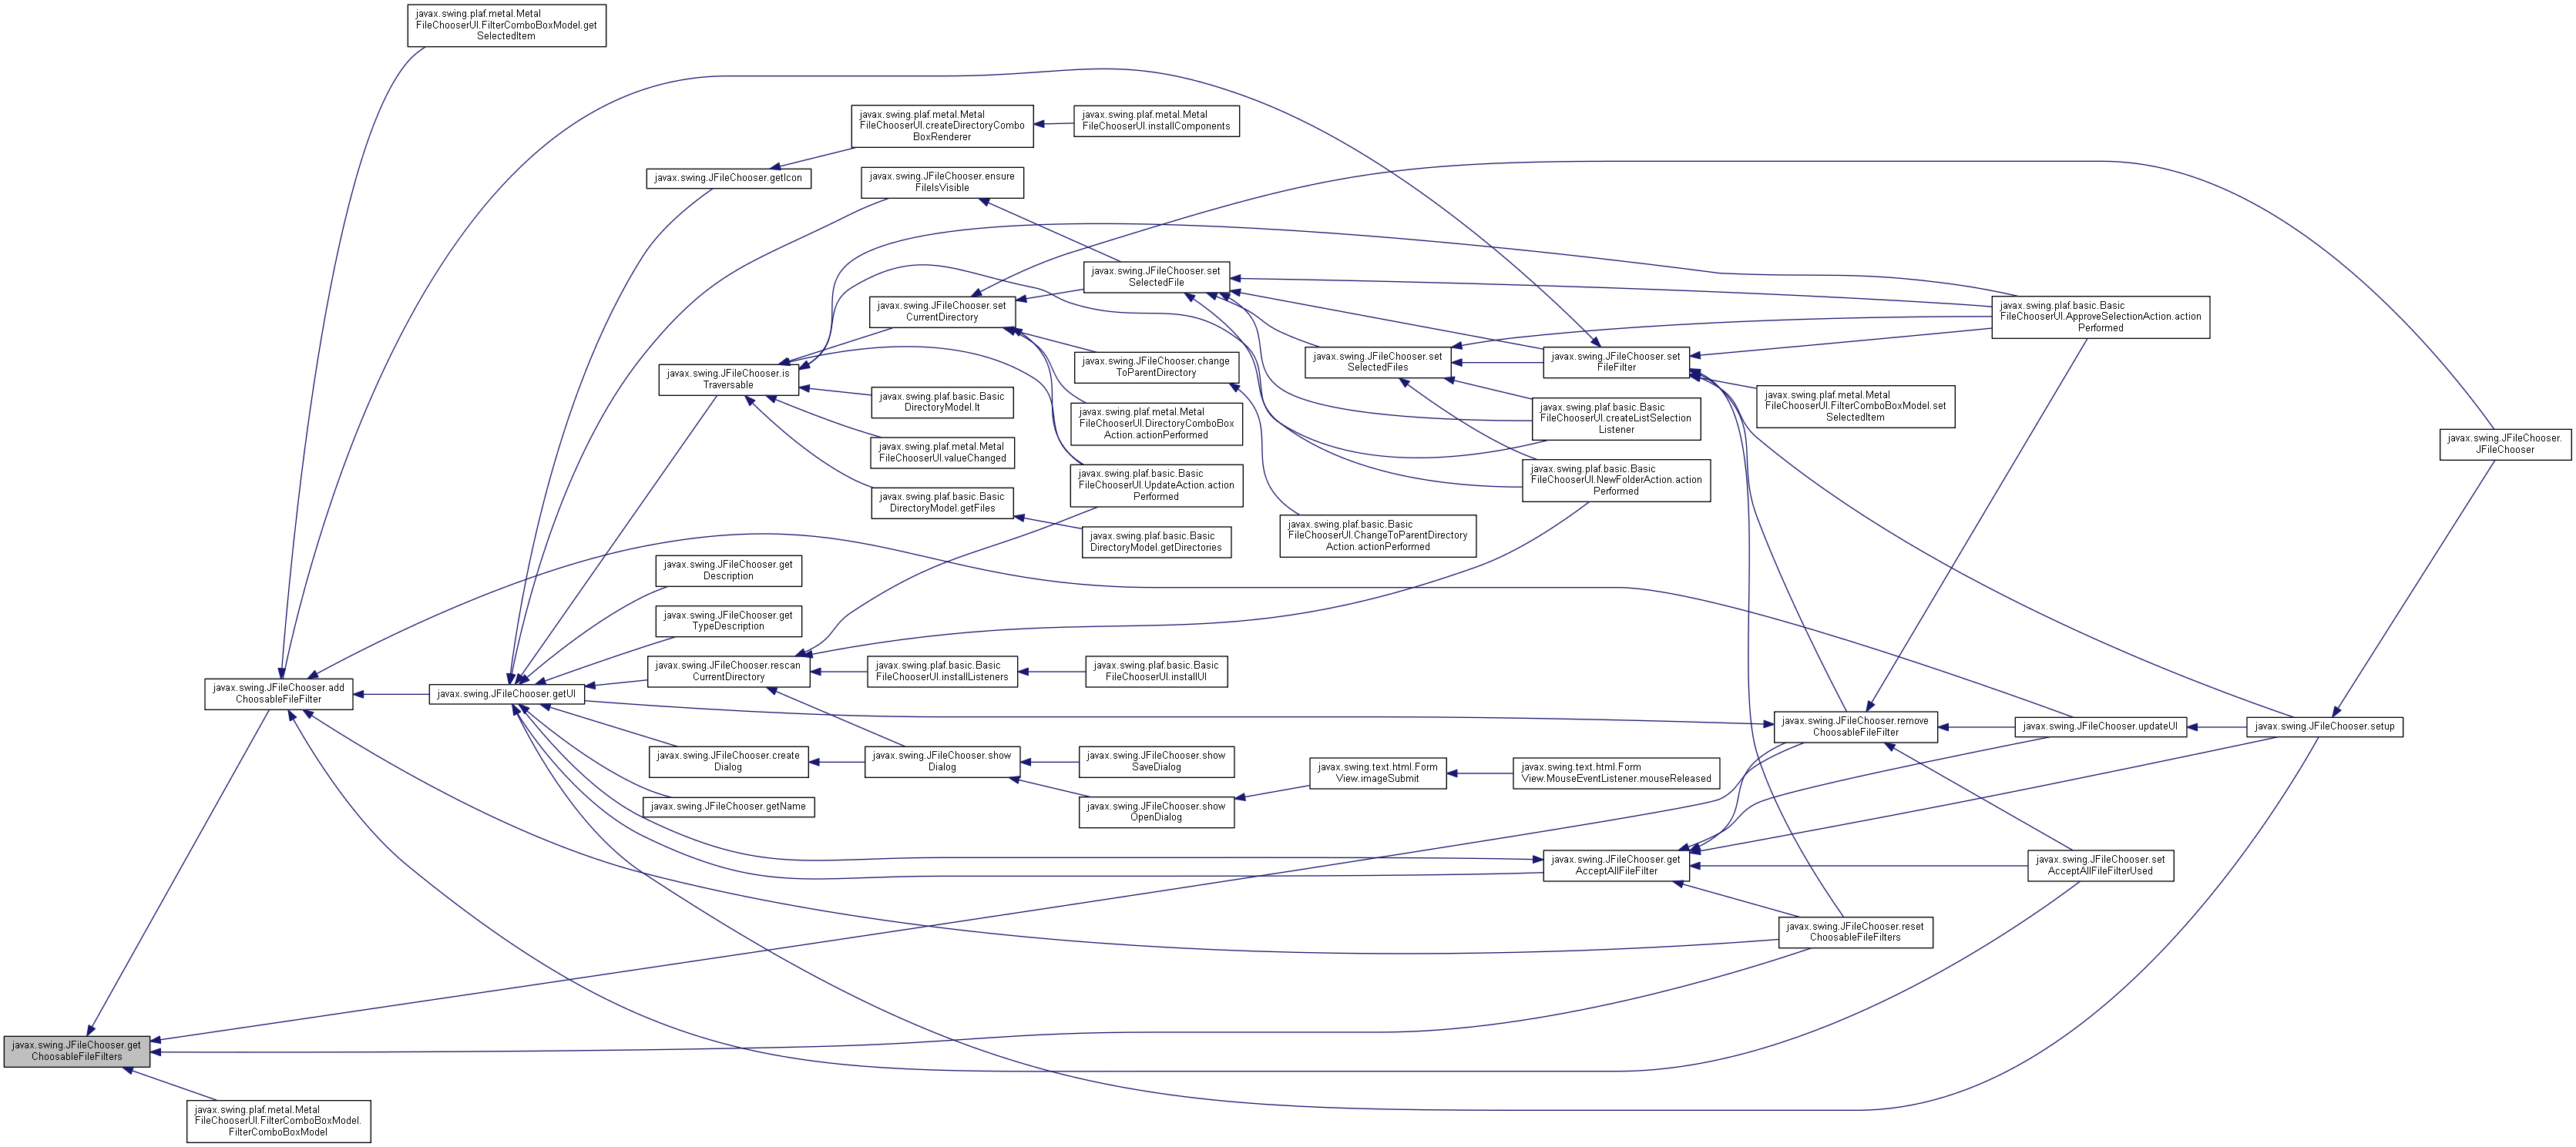 javax.swing.plaf.metal.Metal
FileChooserUI.FilterComboBoxModel.get
SelectedItem
javax.swing.plaf.metal.Metal
FileChooserUI.createDirectoryCombo
BoxRenderer
javax.swing.plaf.metal.Metal
FileChooserUI.installComponents
javax.swing.JFileChooser.getIcon
javax.swing.JFileChooser.ensure
FileIsVisible
javax.swing.JFileChooser.set
SelectedFile
javax.swing.JFileChooser.set
CurrentDirectory
javax.swing.plaf.basic.Basic
FileChooserUI.ApproveSelectionAction.action
Performed
javax.swing.JFileChooser.change
ToParentDirectory
javax.swing.JFileChooser.set
SelectedFiles
javax.swing.JFileChooser.set
FileFilter
javax.swing.JFileChooser.is
Traversable
javax.swing.plaf.basic.Basic
DirectoryModel.lt
javax.swing.plaf.metal.Metal
FileChooserUI.DirectoryComboBox
Action.actionPerformed
javax.swing.plaf.basic.Basic
FileChooserUI.createListSelection
Listener
javax.swing.plaf.metal.Metal
FileChooserUI.FilterComboBoxModel.set
SelectedItem
javax.swing.JFileChooser.
JFileChooser
javax.swing.plaf.metal.Metal
FileChooserUI.valueChanged
javax.swing.plaf.basic.Basic
FileChooserUI.UpdateAction.action
Performed
javax.swing.plaf.basic.Basic
FileChooserUI.NewFolderAction.action
Performed
javax.swing.plaf.basic.Basic
DirectoryModel.getFiles
javax.swing.plaf.basic.Basic
DirectoryModel.getDirectories
javax.swing.plaf.basic.Basic
FileChooserUI.ChangeToParentDirectory
Action.actionPerformed
javax.swing.JFileChooser.get
Description
javax.swing.JFileChooser.get
TypeDescription
javax.swing.JFileChooser.rescan
CurrentDirectory
javax.swing.plaf.basic.Basic
FileChooserUI.installListeners
javax.swing.plaf.basic.Basic
FileChooserUI.installUI
javax.swing.JFileChooser.add
ChoosableFileFilter
javax.swing.JFileChooser.getUI
javax.swing.JFileChooser.remove
ChoosableFileFilter
javax.swing.JFileChooser.updateUI
javax.swing.JFileChooser.setup
javax.swing.JFileChooser.create
Dialog
javax.swing.JFileChooser.show
Dialog
javax.swing.JFileChooser.show
SaveDialog
javax.swing.text.html.Form
View.imageSubmit
javax.swing.text.html.Form
View.MouseEventListener.mouseReleased
javax.swing.JFileChooser.getName
javax.swing.JFileChooser.show
OpenDialog
javax.swing.JFileChooser.get
AcceptAllFileFilter
javax.swing.JFileChooser.set
AcceptAllFileFilterUsed
javax.swing.JFileChooser.reset
ChoosableFileFilters
javax.swing.JFileChooser.get
ChoosableFileFilters
javax.swing.plaf.metal.Metal
FileChooserUI.FilterComboBoxModel.
FilterComboBoxModel